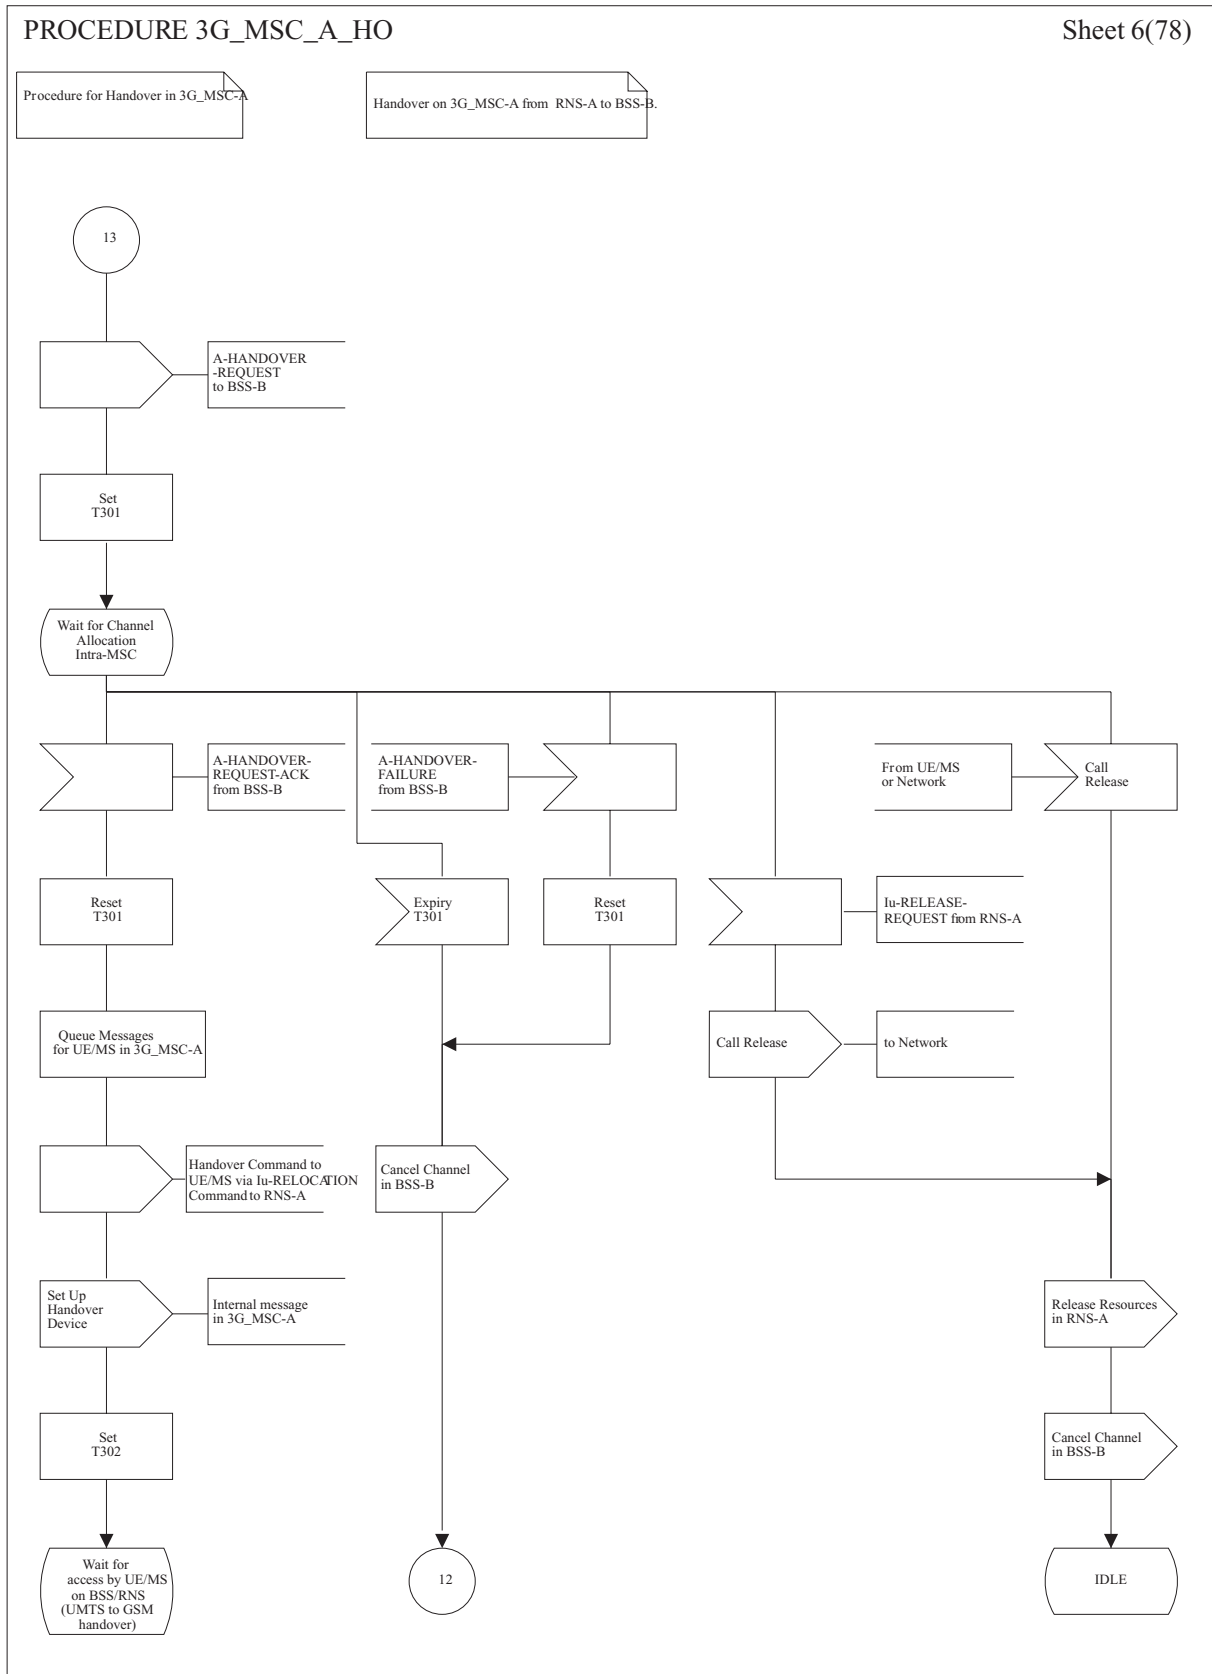 PROCEDURE 3G_MSC_A_HO
Sheet 6(78)
Procedure for Handover in 3G_MSC-A
Handover on 3G_MSC-A from RNS-A to BSS-B.
13
A-HANDOVER
-REQUEST
to BSS-B
Set
T301
Wait for Channel
Allocation
Intra-MSC
A-HANDOVER-
REQUEST-ACK
from BSS-B
A-HANDOVER-
FAILURE
from BSS-B
From UE/MS
or Network
Call
Release
Reset
T301
Expiry
T301
Reset
T301
Iu-RELEASE-
REQUEST from RNS-A
Queue Messages
for UE/MS in 3G_MSC-A
Call Release
to Network
Handover Command to
UE/MS via Iu-RELOCATION
Command to RNS-A
Cancel Channel
in BSS-B
Set Up
Handover
Device
Internal message
in 3G_MSC-A
Release Resources
in RNS-A
Set
T302
Cancel Channel
in BSS-B
Wait for
access by UE/MS
on BSS/RNS
(UMTS to GSM
handover)
12
IDLE